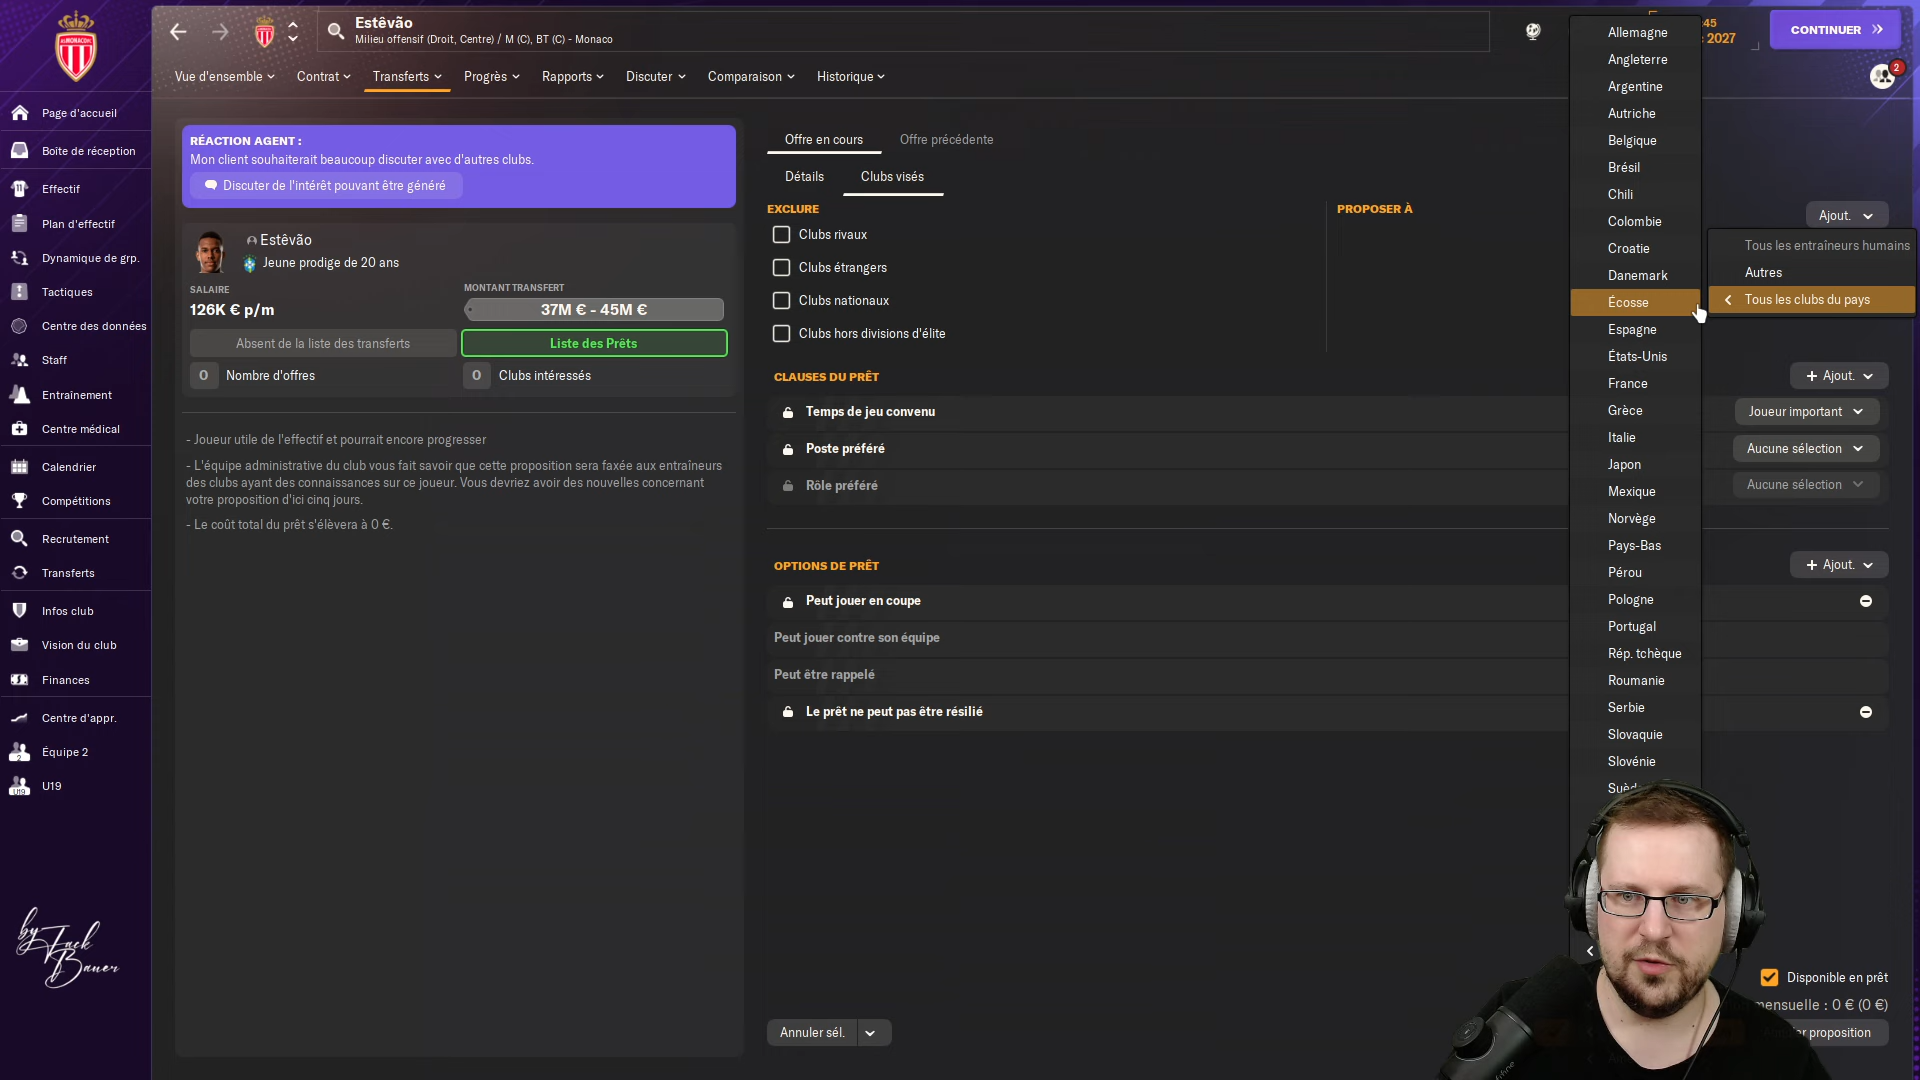 Estêvão
Milieu offensif (Droit, Centre) / M (C), BT (C) - Monaco
:45
2027
CONTINUER
2
Vue d'ensemble
Contrat
Transferts
Progrès
Rapports
Discuter
Comparaison
Historique
Page d'accueil
Boîte de réception
Effectif
Plan d'effectif
Dynamique de grp.
Tactiques
Centre des données
Staff
Entraînement
Centre médical
Calendrier
Compétitions
Recrutement
Transferts
Infos club
Vision du club
Finances
Centre d'appr.
Équipe 2
U19
by Jack
Bauer
RÉACTION AGENT :
Mon client souhaiterait beaucoup discuter avec d'autres clubs.
Discuter de l'intérêt pouvant être généré
Estêvão
Jeune prodige de 20 ans
SALAIRE
126K € p/m
MONTANT TRANSFERT
37M € - 45M €
Absent de la liste des transferts
Liste des Prêts
0 Nombre d'offres
0 Clubs intéressés
- Joueur utile de l'effectif et pourrait encore progresser
- L'équipe administrative du club vous fait savoir que cette proposition sera faxée aux entraîneurs
des clubs ayant des connaissances sur ce joueur. Vous devriez avoir des nouvelles concernant
votre proposition d'ici cinq jours.
- Le coût total du prêt s'élèvera à 0 €.
Offre en cours
Offre précédente
Détails
Clubs visés
EXCLURE
Clubs rivaux
Clubs étrangers
Clubs nationaux
Clubs hors divisions d'élite
PROPOSER À
Ajout.
Tous les entraîneurs humains
Autres
Tous les clubs du pays
CLAUSES DU PRÊT
+ Ajout.
Temps de jeu convenu
Joueur important
Poste préféré
Aucune sélection
Rôle préféré
Aucune sélection
OPTIONS DE PRÊT
+ Ajout.
Peut jouer en coupe
Peut jouer contre son équipe
Peut être rappelé
Le prêt ne peut pas être résilié
Allemagne
Angleterre
Argentine
Autriche
Belgique
Brésil
Chili
Colombie
Croatie
Danemark
Écosse
Espagne
États-Unis
France
Grèce
Italie
Japon
Mexique
Norvège
Pays-Bas
Pérou
Pologne
Portugal
Rép. tchèque
Roumanie
Serbie
Slovaquie
Slovénie
Disponible en prêt
mensuelle : 0 € (0 €)
Annuler sél.
proposition